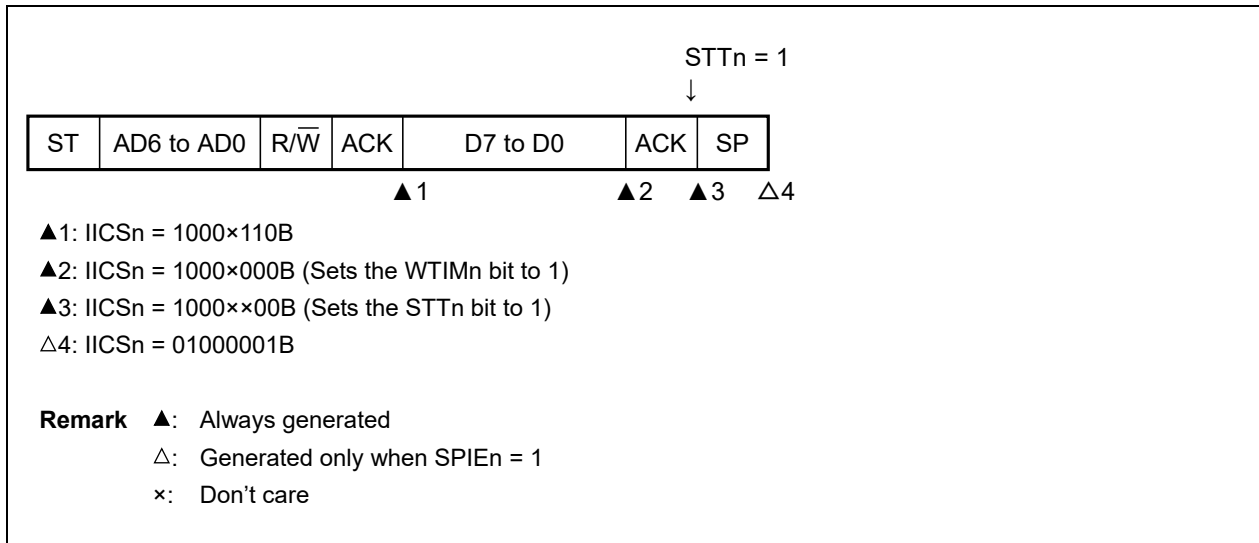 STTn = 1
↓
ST AD6 to AD0 R/W̅ ACK D7 to D0 ACK SP
▲1 ▲2 ▲3 △4
▲1: IICSn = 1000×110B
▲2: IICSn = 1000×000B (Sets the WTIMn bit to 1)
▲3: IICSn = 1000××00B (Sets the STTn bit to 1)
△4: IICSn = 01000001B
Remark ▲: Always generated
△: Generated only when SPIEn = 1
×: Don’t care